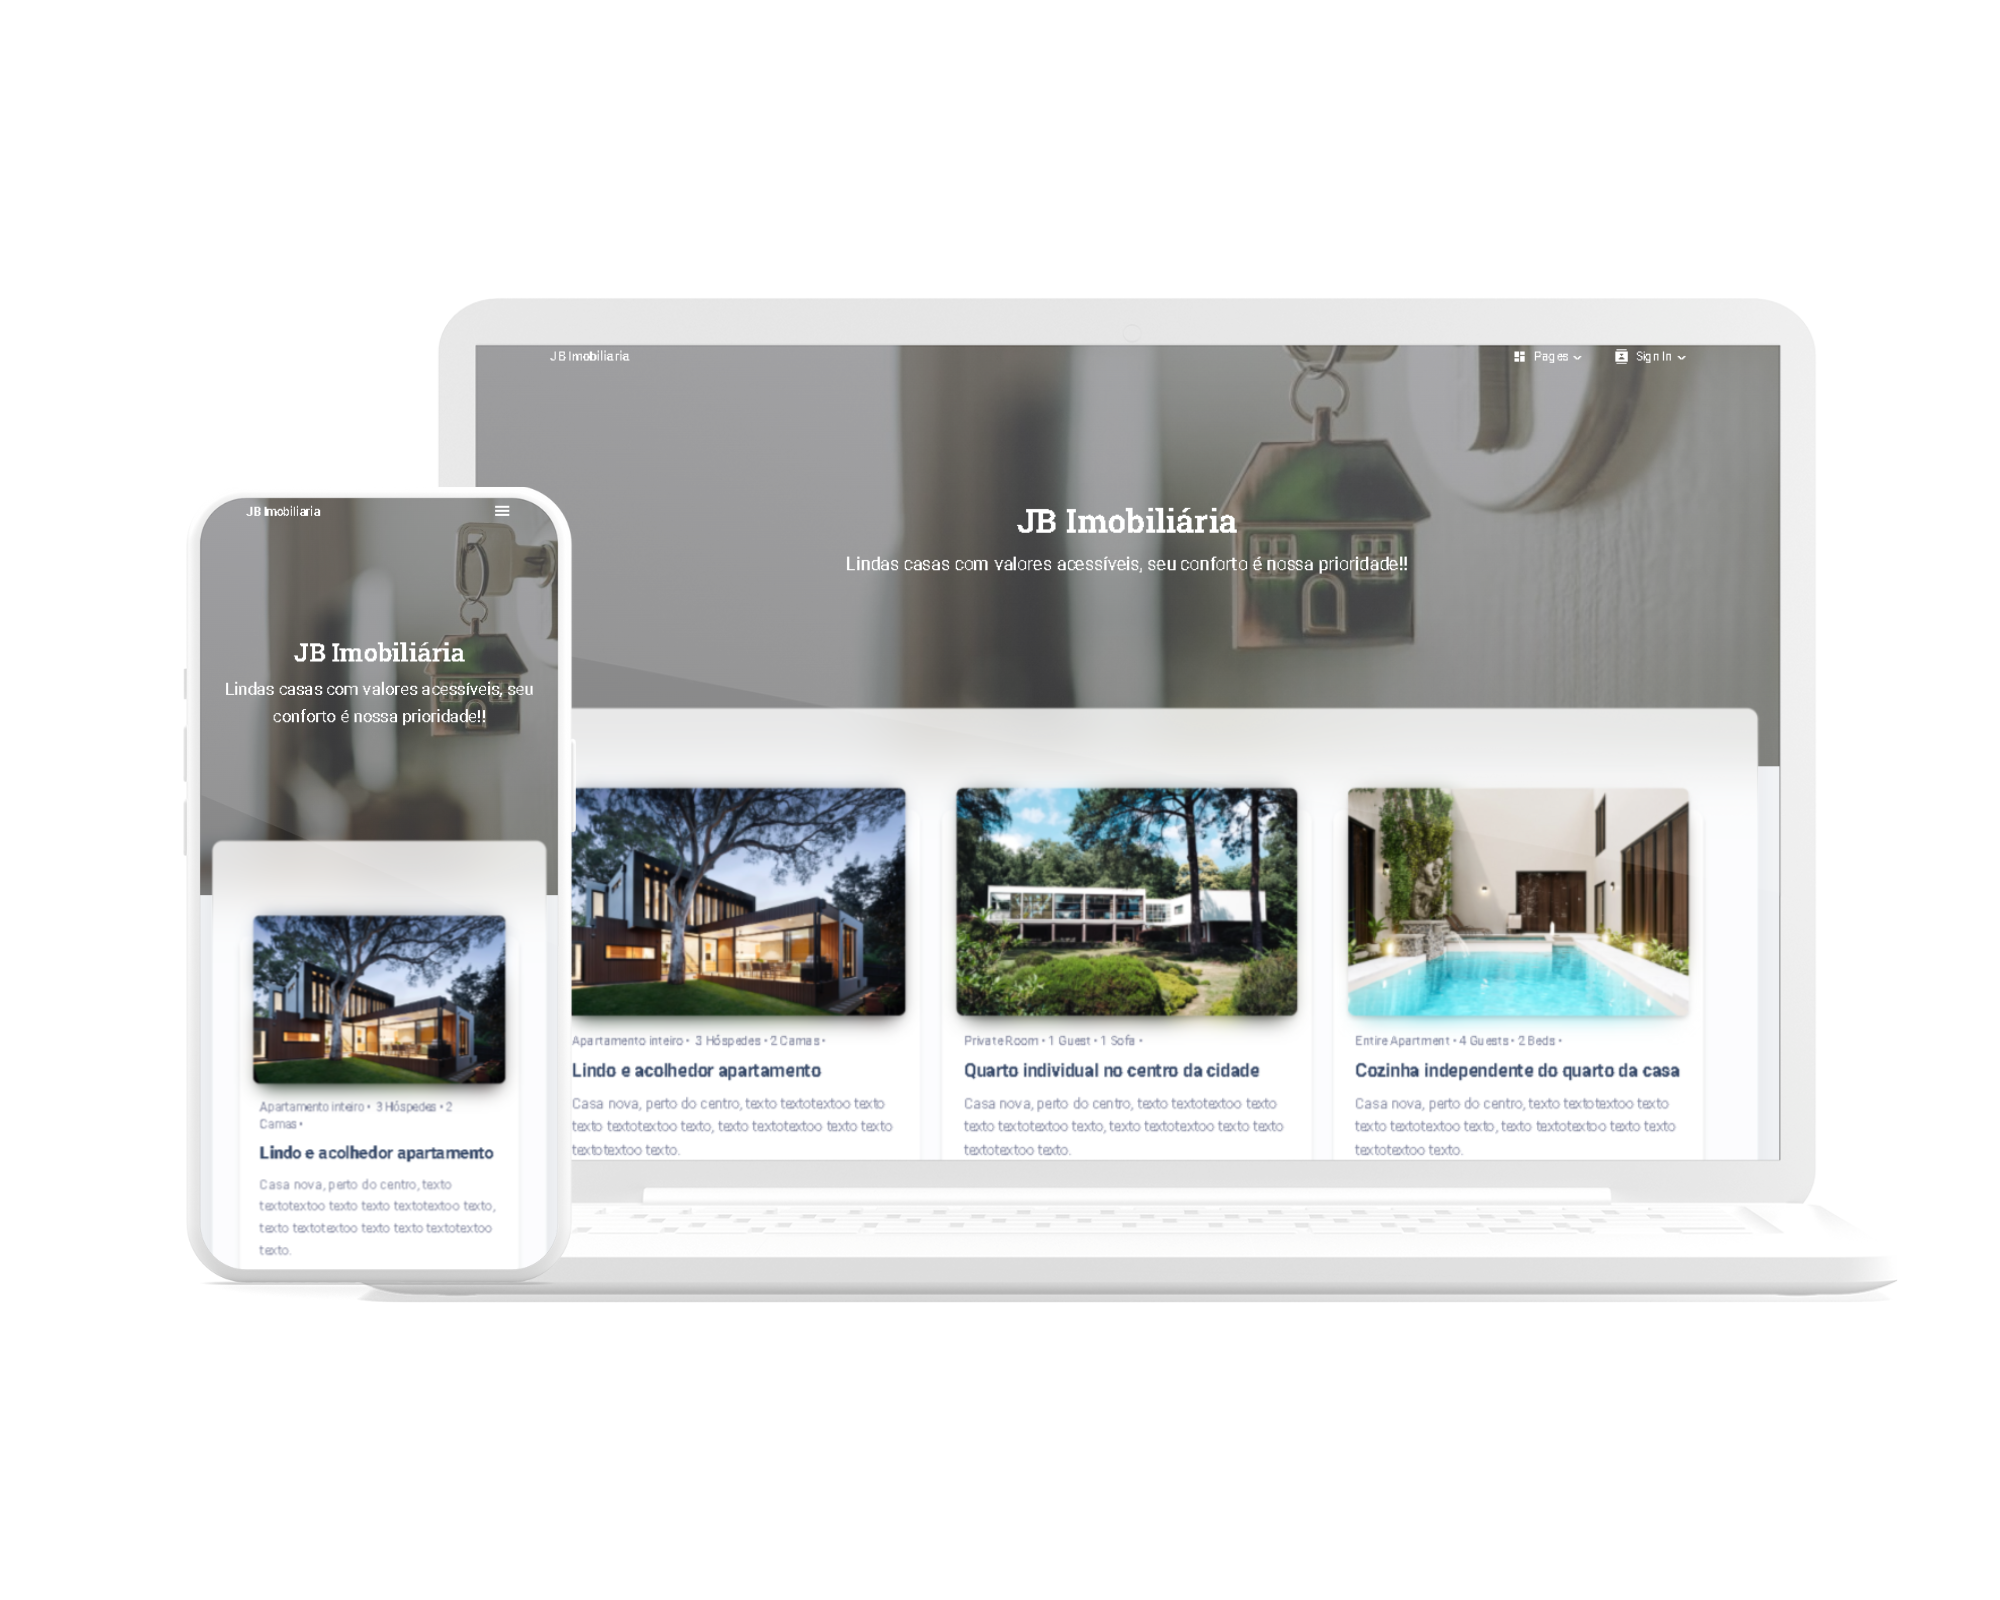 JB Imobiliaria
Pages
Sign In
JB Imobiliária
Lindas casas com valores acessíveis, seu conforto é nossa prioridade!!
Apartamento inteiro • 3 Hóspedes • 2 Camas •
Lindo e acolhedor apartamento
Casa nova, perto do centro, texto textotextoo texto
texto textotextoo texto, texto textotextoo texto texto
textotextoo texto.
Private Room • 1 Guest • 1 Sofa •
Quarto individual no centro da cidade
Casa nova, perto do centro, texto textotextoo texto
texto textotextoo texto, texto textotextoo texto texto
textotextoo texto.
Entire Apartment • 4 Guests • 2 Beds •
Cozinha independente do quarto da casa
Casa nova, perto do centro, texto textotextoo texto
texto textotextoo texto, texto textotextoo texto texto
textotextoo texto.
JB Imobiliaria
JB Imobiliária
Lindas casas com valores acessíveis, seu
conforto é nossa prioridade!!
Apartamento inteiro • 3 Hóspedes • 2
Camas •
Lindo e acolhedor apartamento
Casa nova, perto do centro, texto
textotextoo texto texto textotextoo texto,
texto textotextoo texto texto textotextoo
texto.